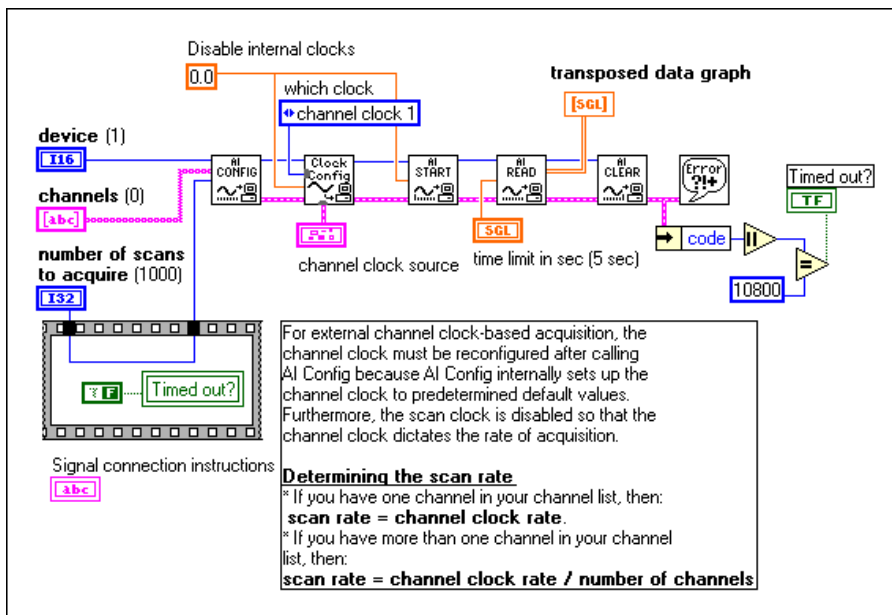 Disable internal clocks
0.0
which clock
channel clock 1
transposed data graph
[SGL]
device (1)
I16
AI CONFIG
Clock Config
AI START
AI READ
AI CLEAR
Error ?!+
Timed out?
TF
channels (0)
[abc]
number of scans
to acquire (1000)
I32
channel clock source
SGL
time limit in sec (5 sec)
code
10800
=
F
Timed out?
Signal connection instructions
abc
For external channel clock-based acquisition, the
channel clock must be reconfigured after calling
AI Config because AI Config internally sets up the
channel clock to predetermined default values.
Furthermore, the scan clock is disabled so that the
channel clock dictates the rate of acquisition.
Determining the scan rate
* If you have one channel in your channel list, then:
scan rate = channel clock rate.
* If you have more than one channel in your channel
list, then:
scan rate = channel clock rate / number of channels